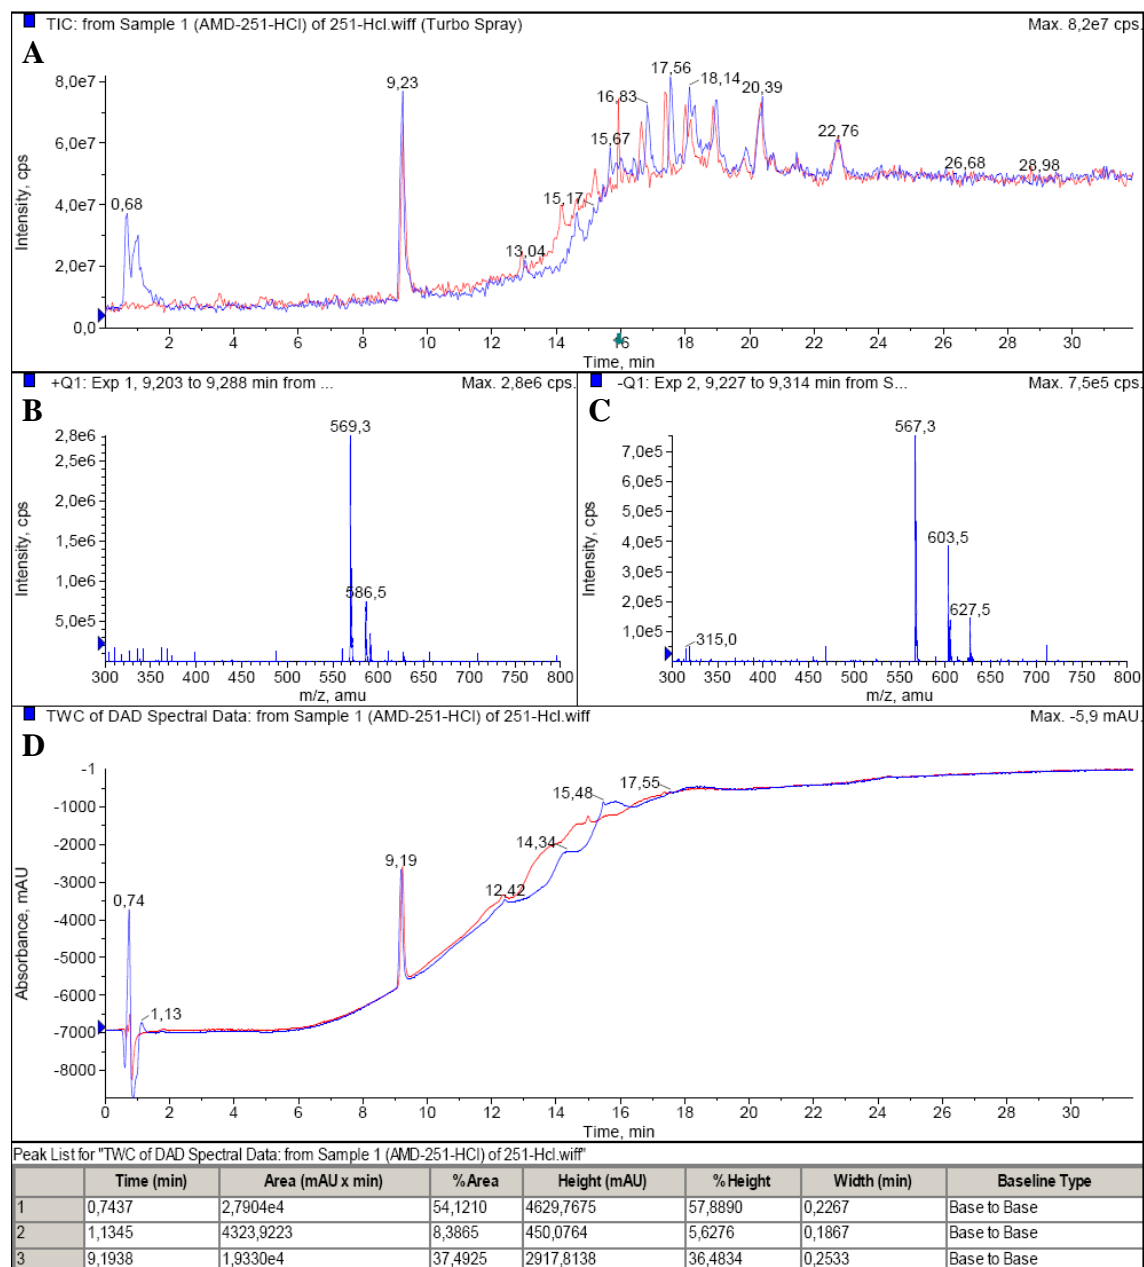 TIC: from Sample 1 (AMD-251-HCl) of 251-Hcl.wiff (Turbo Spray) Max. 8,2e7 cps.
A
8,0e7
6,0e7
4,0e7
2,0e7
0,0
Intensity, cps
0,68
9,23
13,04
15,17
15,67
16,83
17,56
18,14
20,39
22,76
26,68
28,98
2 4 6 8 10 12 14 16 18 20 22 24 26 28 30
Time, min
+Q1: Exp 1, 9,203 to 9,288 min from ... Max. 2,8e6 cps.
B
2,8e6
2,5e6
2,0e6
1,5e6
1,0e6
5,0e5
Intensity, cps
569,3
586,5
300 350 400 450 500 550 600 650 700 750 800
m/z, amu
-Q1: Exp 2, 9,227 to 9,314 min from S... Max. 7,5e5 cps.
C
7,0e5
6,0e5
5,0e5
4,0e5
3,0e5
2,0e5
1,0e5
Intensity, cps
567,3
603,5
627,5
315,0
300 350 400 450 500 550 600 650 700 750 800
m/z, amu
TWC of DAD Spectral Data: from Sample 1 (AMD-251-HCl) of 251-Hcl.wiff Max. -5,9 mAU.
D
-1
-1000
-2000
-3000
-4000
-5000
-6000
-7000
-8000
Absorbance, mAU
0,74
1,13
9,19
12,42
14,34
15,48
17,55
0 2 4 6 8 10 12 14 16 18 20 22 24 26 28 30
Time, min
Peak List for "TWC of DAD Spectral Data: from Sample 1 (AMD-251-HCl) of 251-Hcl.wiff"
Time (min) Area (mAU x min) %Area Height (mAU) %Height Width (min) Baseline Type
1 0,7437 2,7904e4 54,1210 4629,7675 57,8890 0,2267 Base to Base
2 1,1345 4323,9223 8,3865 450,0764 5,6276 0,1867 Base to Base
3 9,1938 1,9330e4 37,4925 2917,8138 36,4834 0,2533 Base to Base